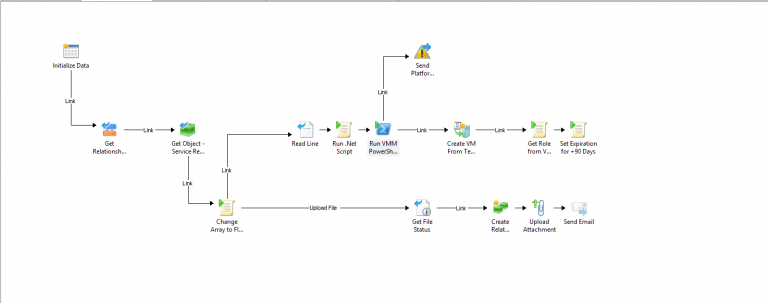 Send
Platfor...
Initialize Data
Link
Link
Link
Get
Relationsh...
Get Object -
Service Re...
Read Line
Run .Net
Script
Run VMM
PowerSh...
Link
Create VM
From Te...
Link
Get Role
from V...
Set Expiration
for +90 Days
Link
Link
Change
Array to Fl...
Upload File
Get File
Status
Link
Create
Relat...
Upload
Attachment
Send Email